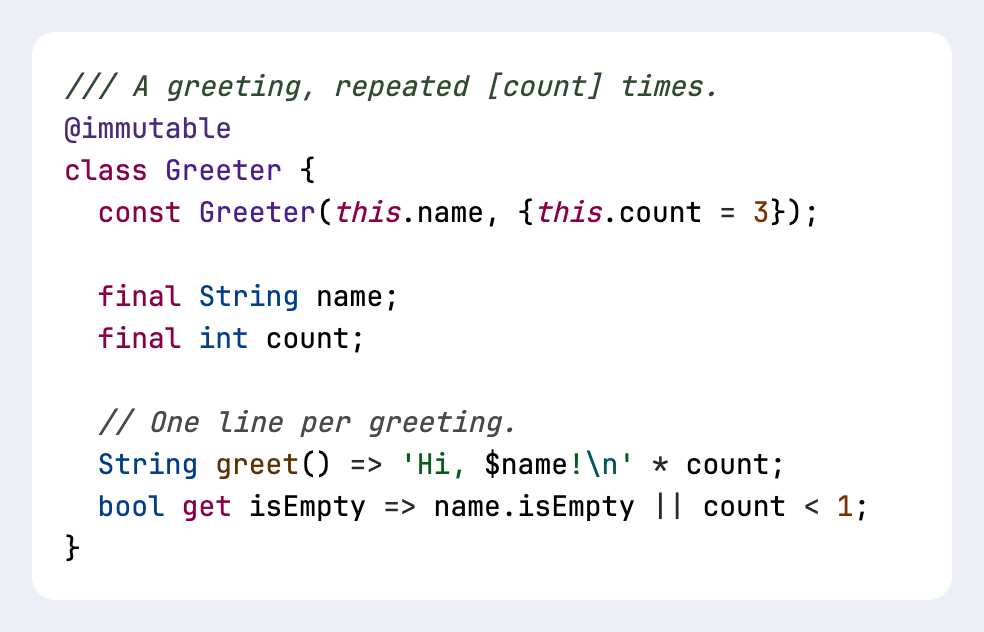 /// A greeting, repeated [count] times.
@immutable
class Greeter {
  const Greeter(this.name, {this.count = 3});

  final String name;
  final int count;

  // One line per greeting.
  String greet() => 'Hi, $name!\n' * count;
  bool get isEmpty => name.isEmpty || count < 1;
}